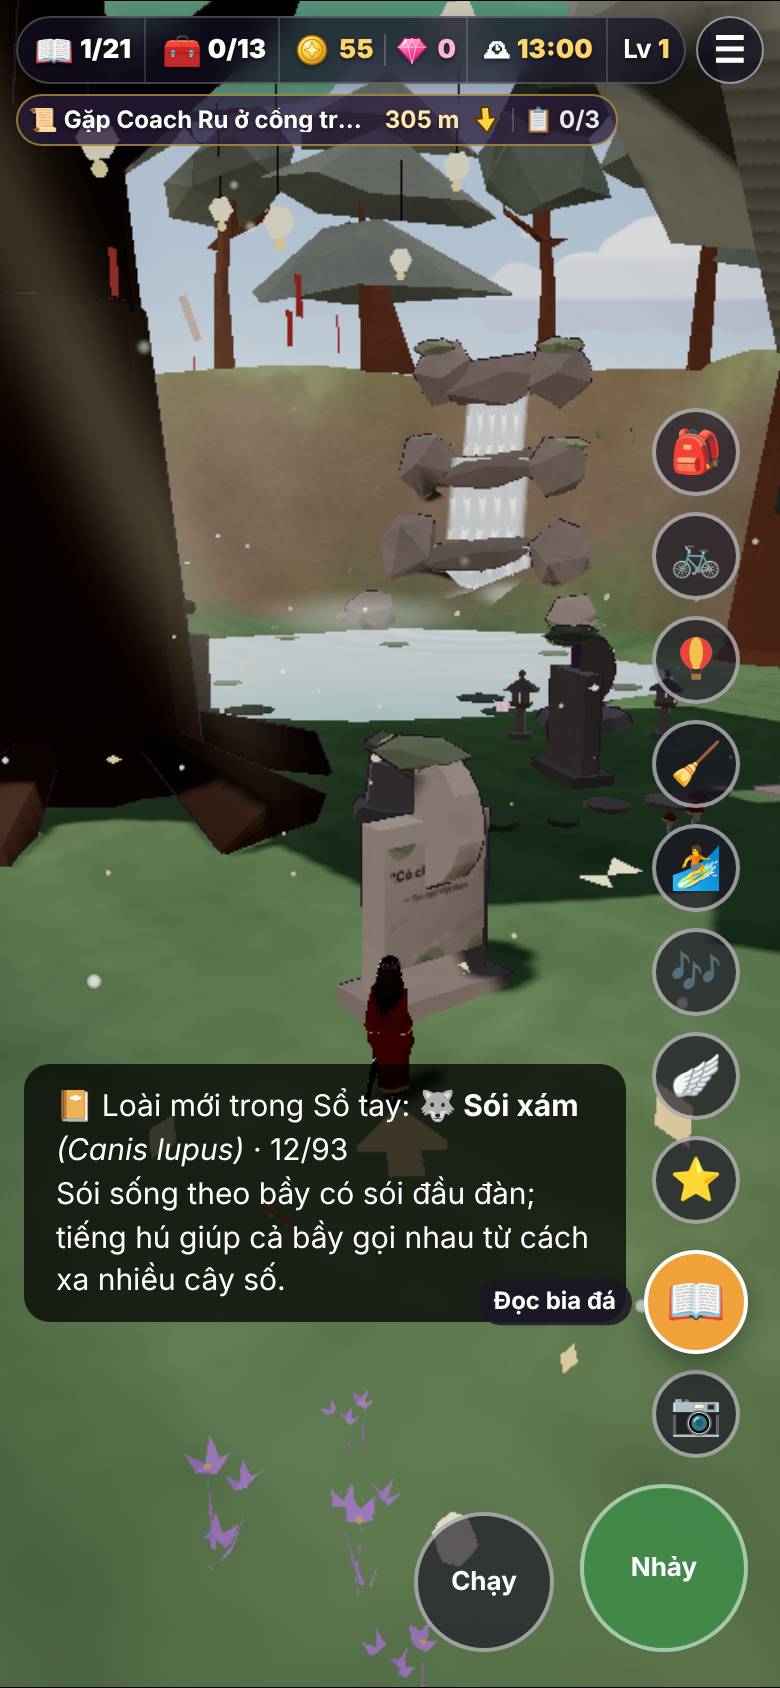 1/21 0/13 55 0 13:00 Lv 1
Gặp Coach Ru ở cổng tr... 305 m 0/3
"Có
Loài mới trong Sổ tay: Sói xám
(Canis lupus) · 12/93
Sói sống theo bầy có sói đầu đàn;
tiếng hú giúp cả bầy gọi nhau từ cách
xa nhiều cây số.
Đọc bia đá
Chạy
Nhảy